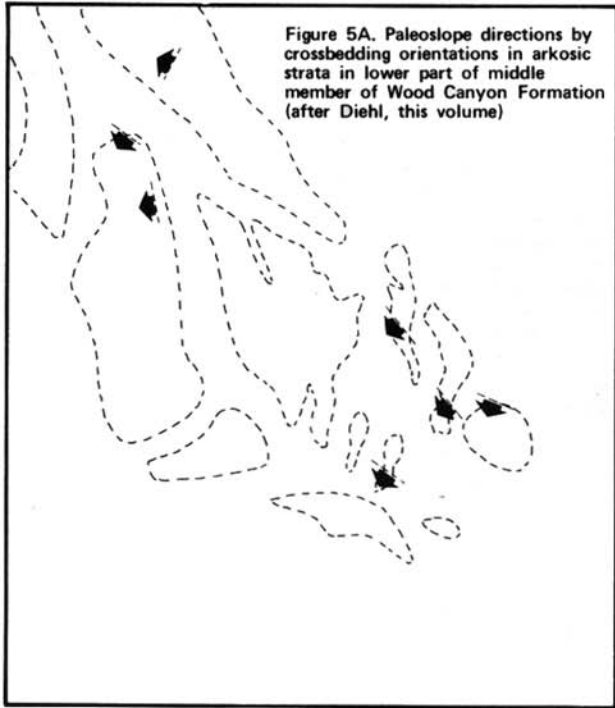 Figure 5A. Paleoslope directions by
crossbedding orientations in arkosic
strata in lower part of middle
member of Wood Canyon Formation
(after Diehl, this volume)